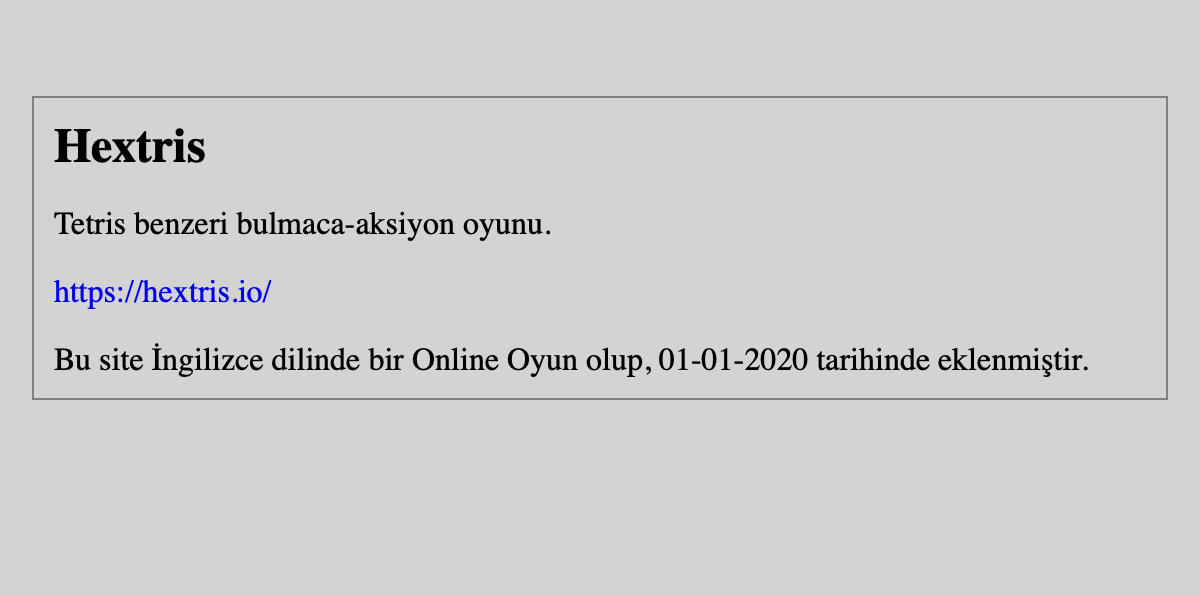 Hextris
Tetris benzeri bulmaca-aksiyon oyunu.
https://hextris.io/
Bu site İngilizce dilinde bir Online Oyun olup, 01-01-2020 tarihinde eklenmiştir.